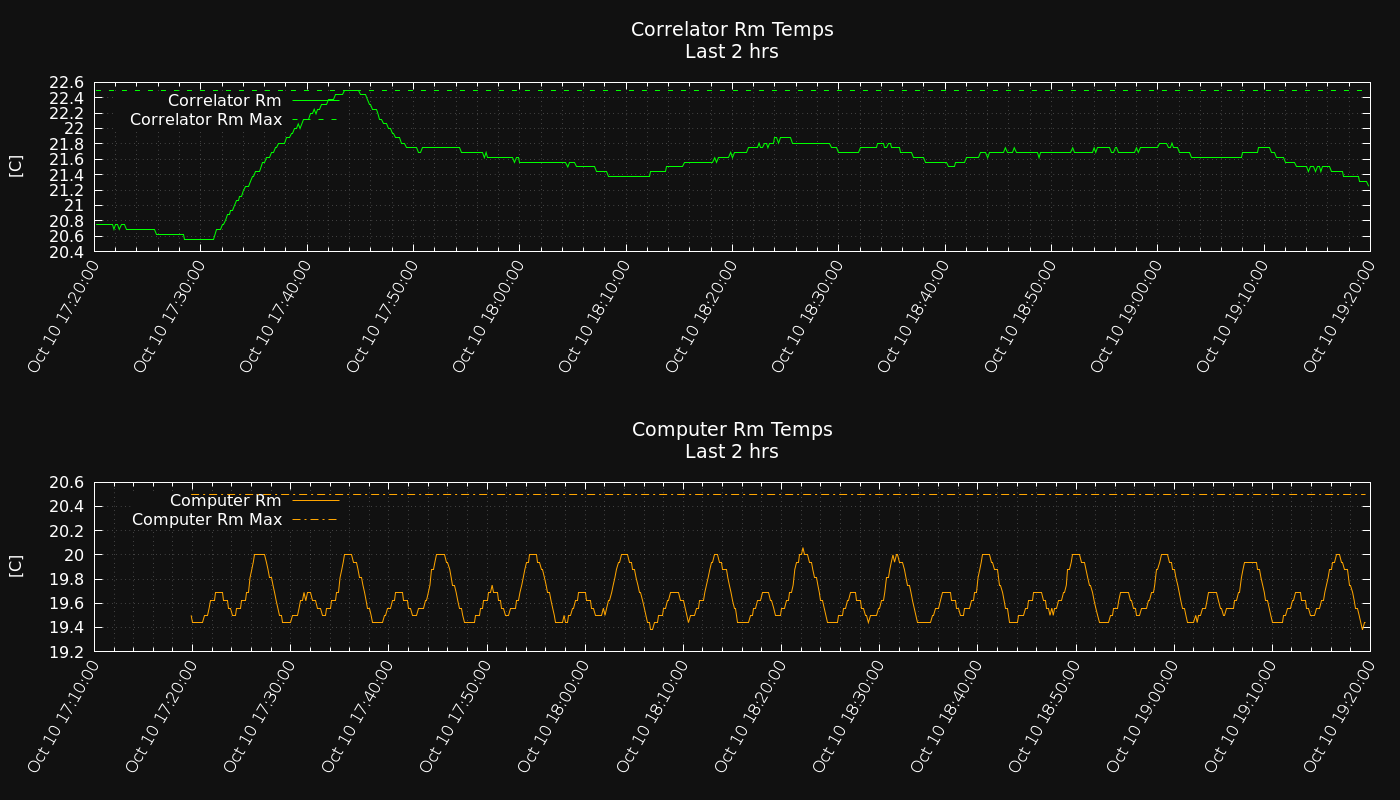 Correlator Rm Temps
Last 2 hrs
22.6
22.4
22.2
22
21.8
21.6
21.4
21.2
21
20.8
20.6
20.4
[C]
Correlator Rm
Correlator Rm Max
Oct 10 17:20:00
Oct 10 17:30:00
Oct 10 17:40:00
Oct 10 17:50:00
Oct 10 18:00:00
Oct 10 18:10:00
Oct 10 18:20:00
Oct 10 18:30:00
Oct 10 18:40:00
Oct 10 18:50:00
Oct 10 19:00:00
Oct 10 19:10:00
Oct 10 19:20:00
Computer Rm Temps
Last 2 hrs
20.6
20.4
20.2
20
19.8
19.6
19.4
19.2
[C]
Computer Rm
Computer Rm Max
Oct 10 17:10:00
Oct 10 17:20:00
Oct 10 17:30:00
Oct 10 17:40:00
Oct 10 17:50:00
Oct 10 18:00:00
Oct 10 18:10:00
Oct 10 18:20:00
Oct 10 18:30:00
Oct 10 18:40:00
Oct 10 18:50:00
Oct 10 19:00:00
Oct 10 19:10:00
Oct 10 19:20:00